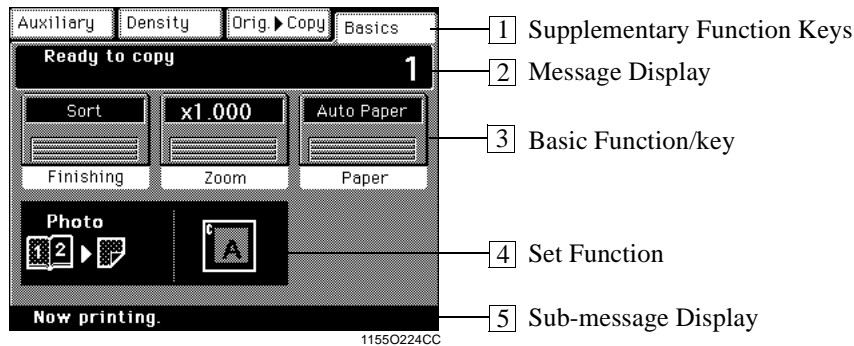 Auxiliary Density Orig.▶Copy Basics
1 Supplementary Function Keys
Ready to copy 1
2 Message Display
Sort x1.000 Auto Paper
3 Basic Function/key
Finishing Zoom Paper
Photo
1 2 ▶
C
A
4 Set Function
Now printing.
5 Sub-message Display
1155O224CC